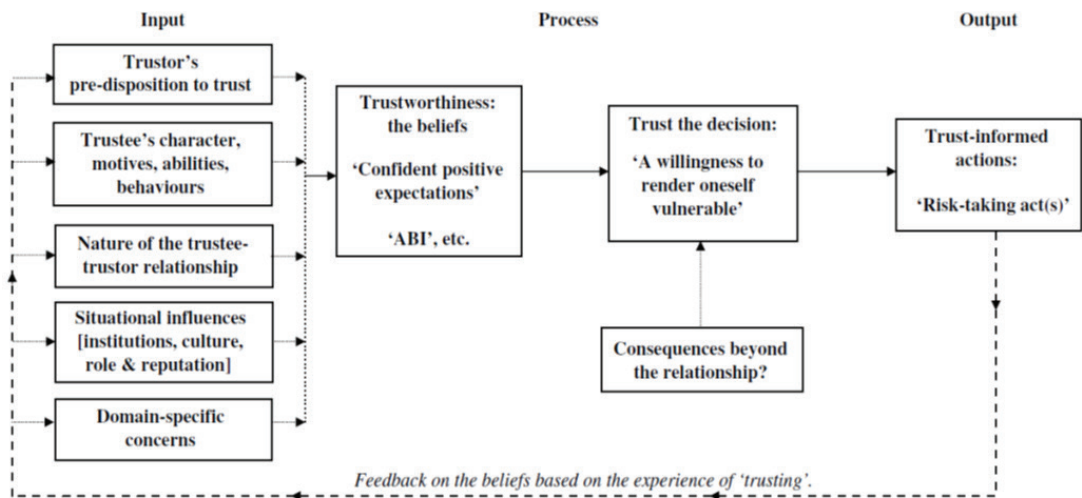 Input
Process
Output
Trustor’s
pre-disposition to trust
Trustee’s character,
motives, abilities,
behaviours
Nature of the trustee-
trustor relationship
Situational influences
[institutions, culture,
role & reputation]
Domain-specific
concerns
Trustworthiness:
the beliefs
‘Confident positive
expectations’
‘ABI’, etc.
Trust the decision:
‘A willingness to
render oneself
vulnerable’
Consequences beyond
the relationship?
Trust-informed
actions:
‘Risk-taking act(s)’
Feedback on the beliefs based on the experience of ‘trusting’.